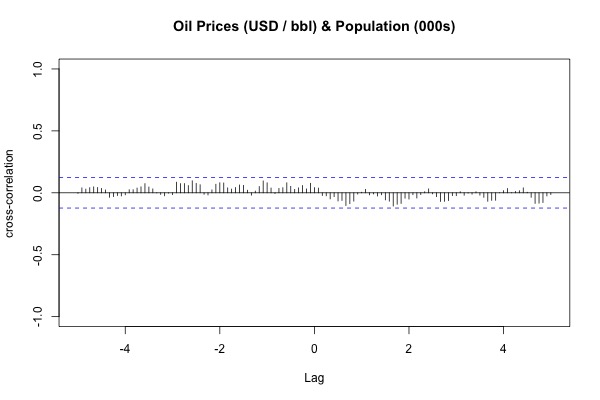 Oil Prices (USD / bbl) & Population (000s)
1.0
0.5
0.0
-0.5
-1.0
cross-correlation
-4 -2 0 2 4
Lag